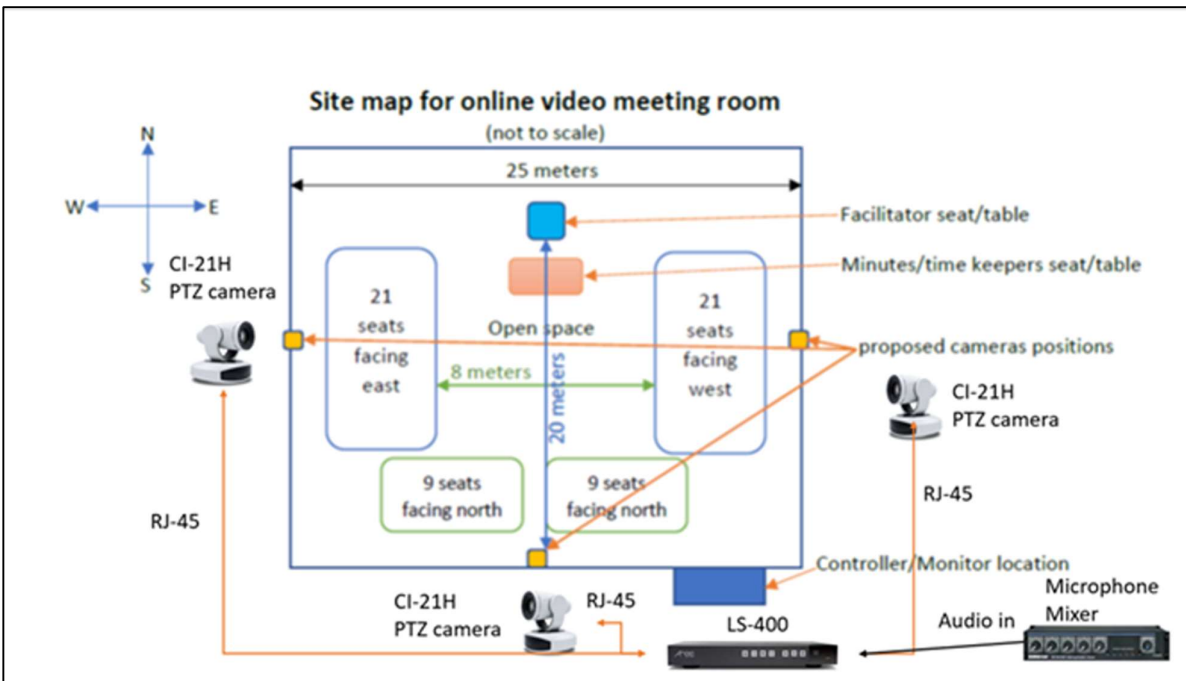 Site map for online video meeting room
(not to scale)
N
W
E
S
25 meters
Facilitator seat/table
Minutes/time keepers seat/table
CI-21H
PTZ camera
21
seats
facing
east
Open space
21
seats
facing
west
proposed cameras positions
8 meters
20 meters
CI-21H
PTZ camera
9 seats
facing north
9 seats
facing north
RJ-45
RJ-45
Controller/Monitor location
CI-21H
PTZ camera
RJ-45
LS-400
Audio in
Microphone
Mixer